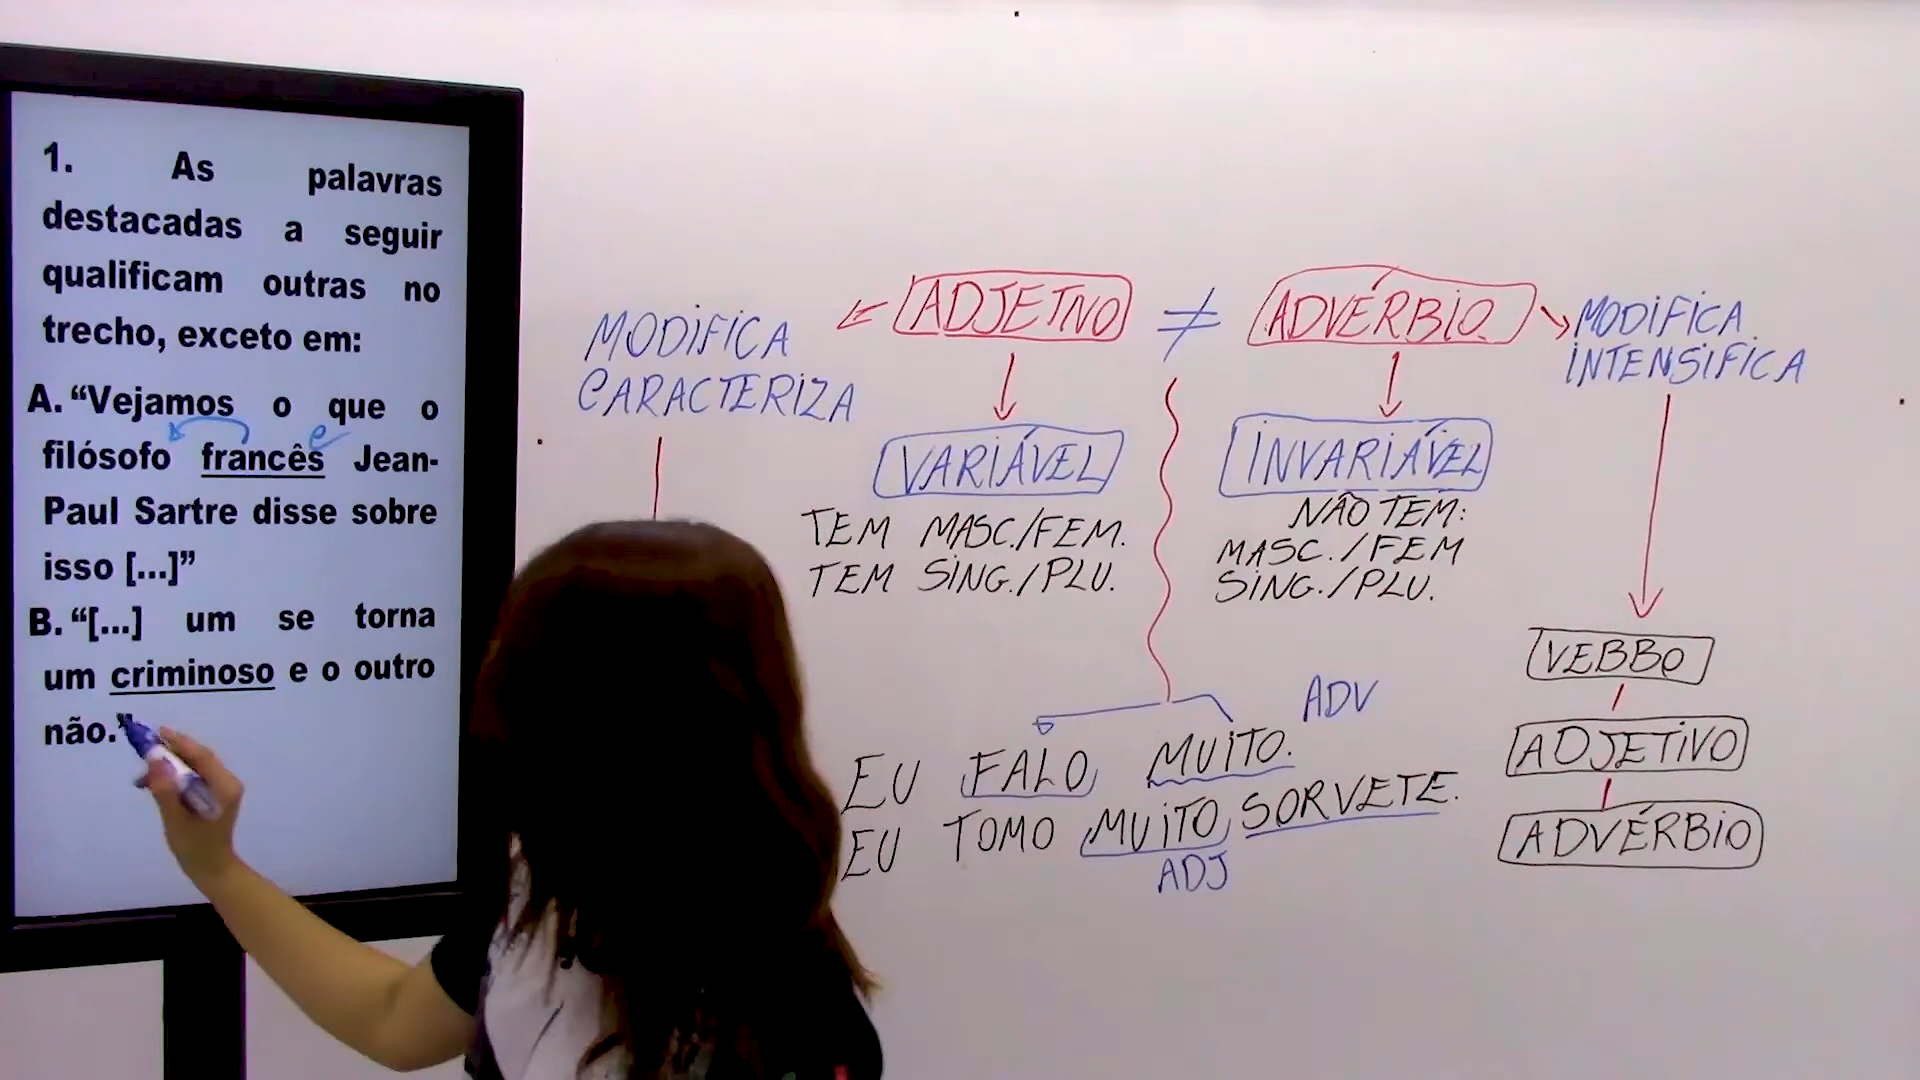 1. As palavras
destacadas a seguir
qualificam outras no
trecho, exceto em:
A. “Vejamos o que o
filósofo francês Jean-
Paul Sartre disse sobre
isso [...]”
B. “[...] um se torna
um criminoso e o outro
não.”
e
MODIFICA
CARACTERIZA
ADJETIVO
≠
ADVÉRBIO
MODIFICA
INTENSIFICA
VARIÁVEL
TEM MASC./FEM.
TEM SING./PLU.
INVARIÁVEL
NÃO TEM:
MASC./FEM
SING./PLU.
ADV
EU FALO MUITO.
EU TOMO MUITO SORVETE.
ADJ
VEBBO
ADJETIVO
ADVÉRBIO